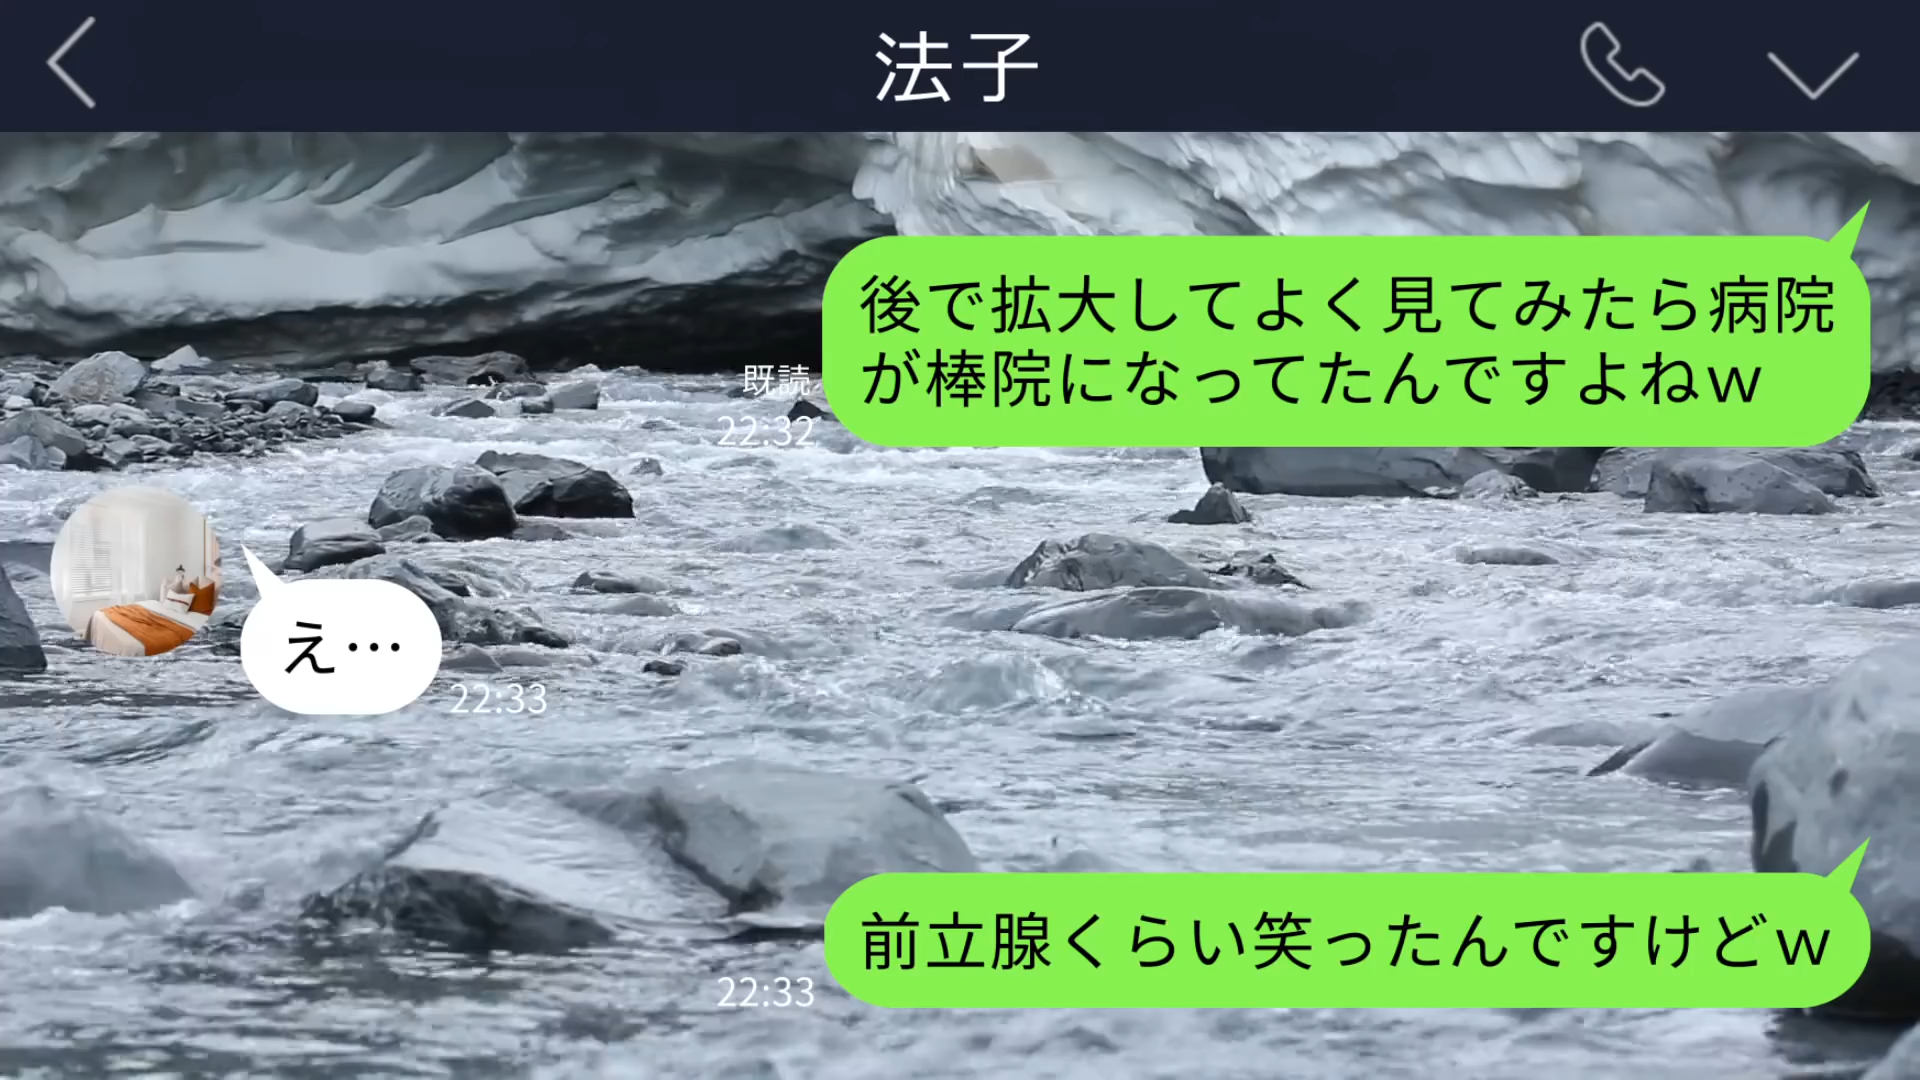 法子
後で拡大してよく見てみたら病院
が棒院になってたんですよねw
既読
22:32
え…
22:33
前立腺くらい笑ったんですけどw
22:33